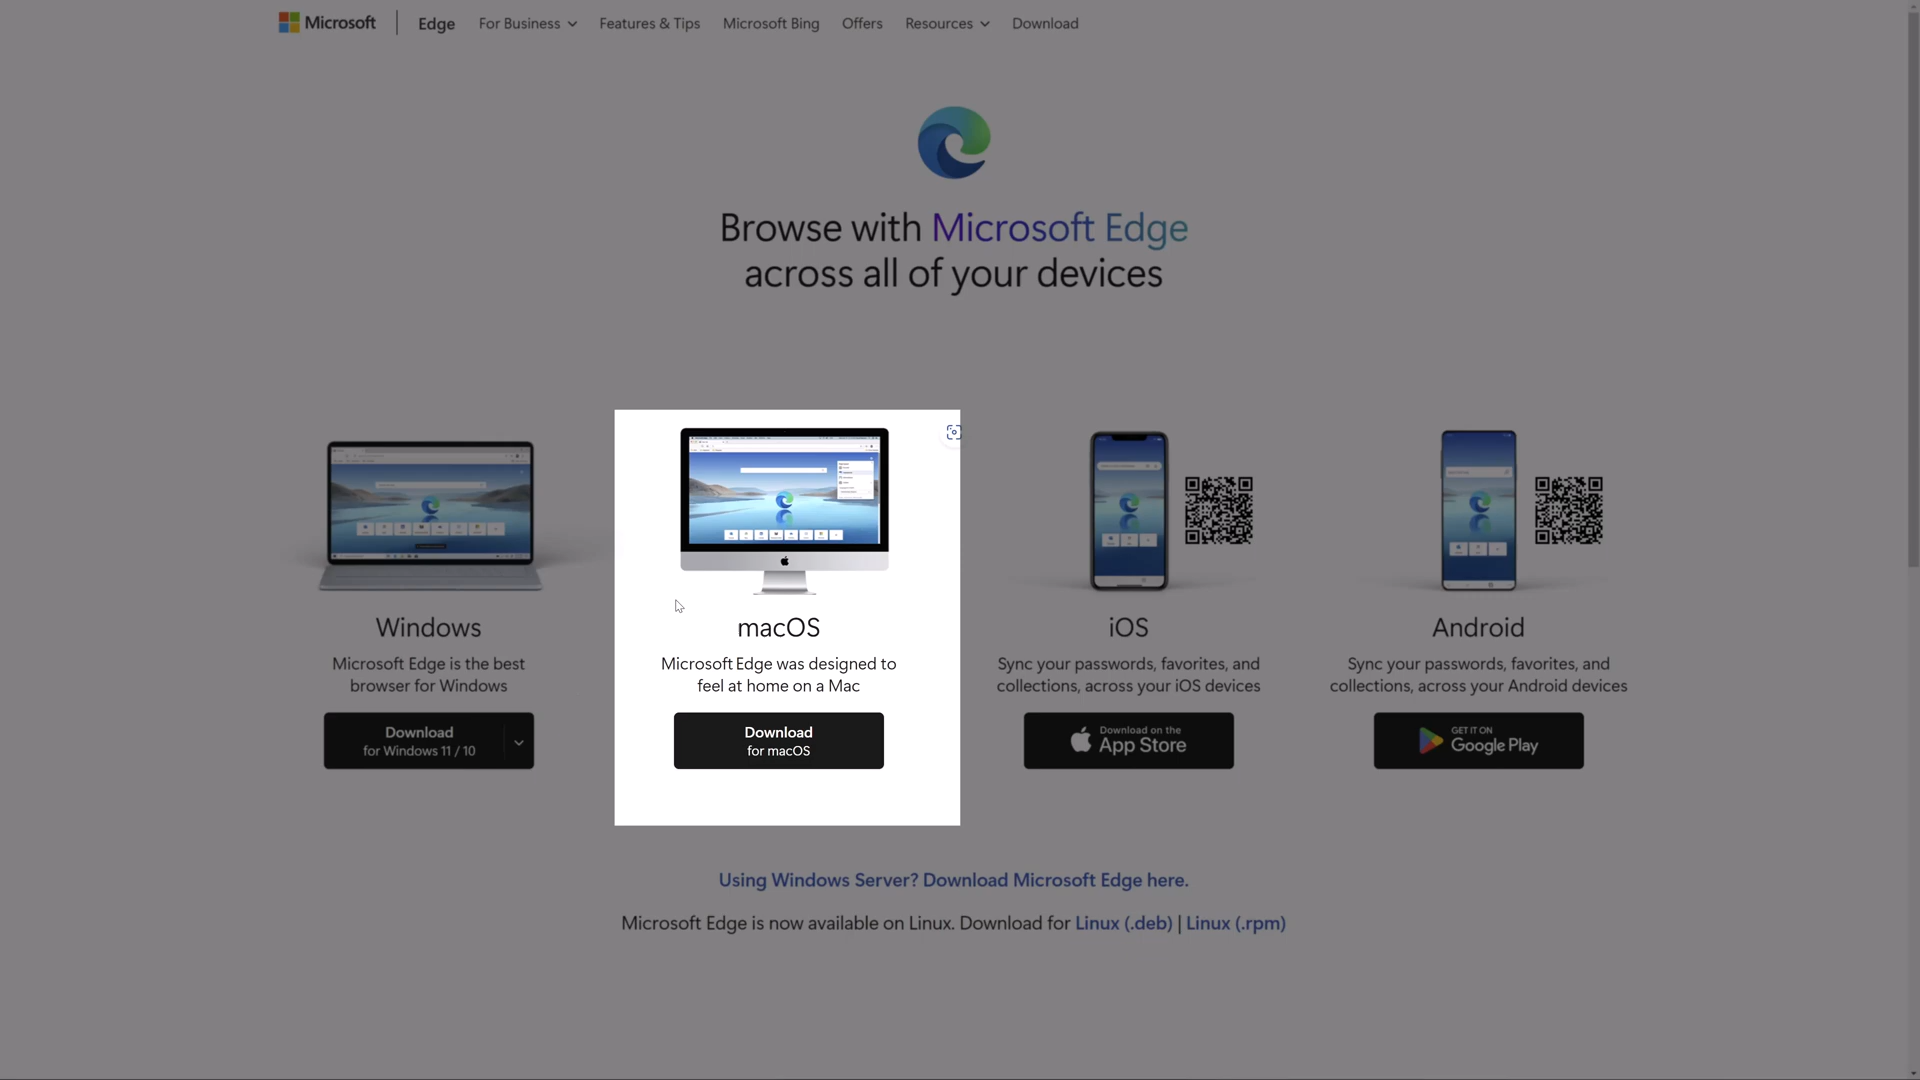 Microsoft
Edge
For Business
Features & Tips
Microsoft Bing
Offers
Resources
Download
Browse with Microsoft Edge
across all of your devices
Windows
Microsoft Edge is the best
browser for Windows
Download
for Windows 11 / 10
macOS
Microsoft Edge was designed to
feel at home on a Mac
Download
for macOS
iOS
Sync your passwords, favorites, and
collections, across your iOS devices
Download on the
App Store
Android
Sync your passwords, favorites, and
collections, across your Android devices
GET IT ON
Google Play
Using Windows Server? Download Microsoft Edge here.
Microsoft Edge is now available on Linux. Download for Linux (.deb) | Linux (.rpm)